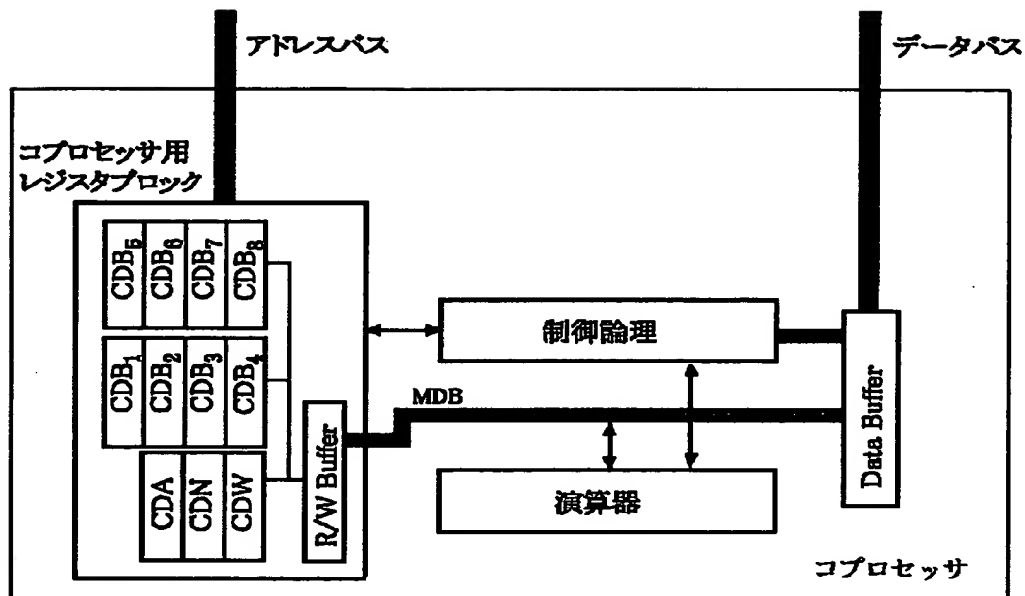 アドレスバス
データバス
コプロセッサ用
レジスタブロック
CDB5
CDB6
CDB7
CDB8
CDB1
CDB2
CDB3
CDB4
CDA
CDN
CDW
R/W Buffer
制御論理
MDB
演算器
Data Buffer
コプロセッサ